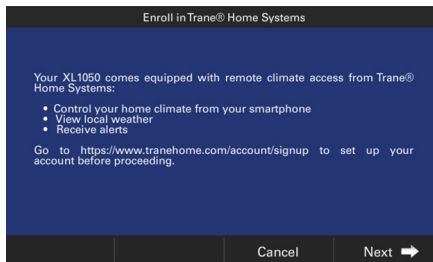 Enroll in Trane® Home Systems
Your XL1050 comes equipped with remote climate access from Trane®
Home Systems:
• Control your home climate from your smartphone
• View local weather
• Receive alerts
Go to https://www.tranehome.com/account/signup to set up your
account before proceeding.
Cancel
Next